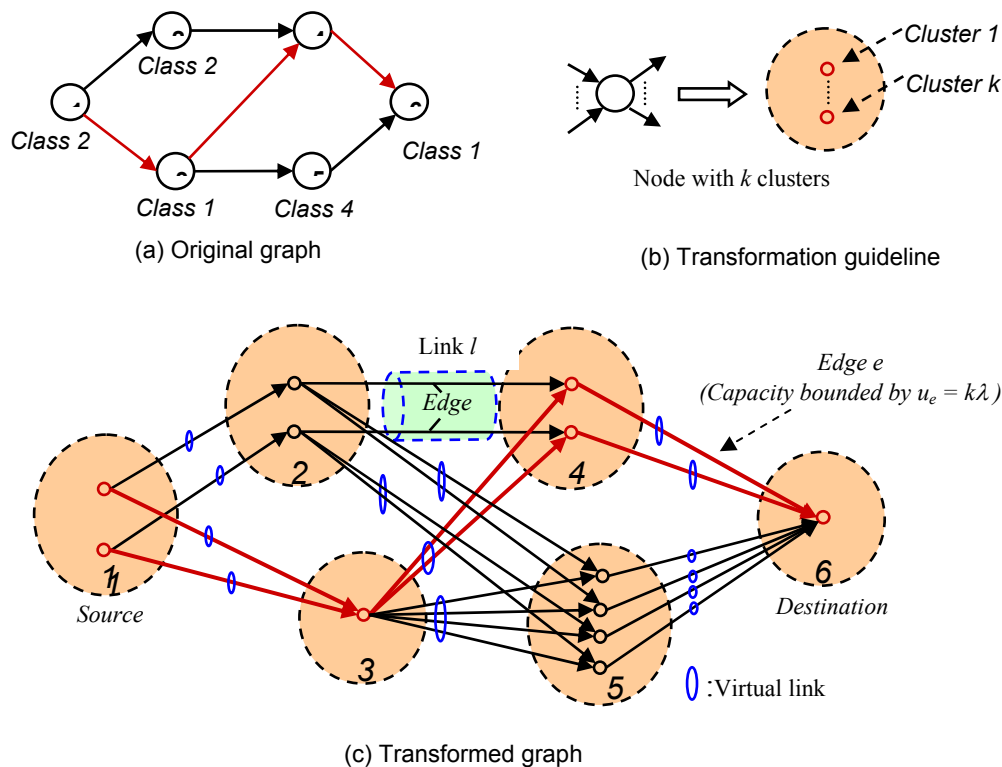 Class 2
Class 2
Class 1
Class 4
Class 1
(a) Original graph
Cluster 1
Cluster k
Node with k clusters
(b) Transformation guideline
Link l
Edge
Edge e
(Capacity bounded by u_e = kλ)
1
1
2
3
4
5
6
Source
Destination
:Virtual link
(c) Transformed graph